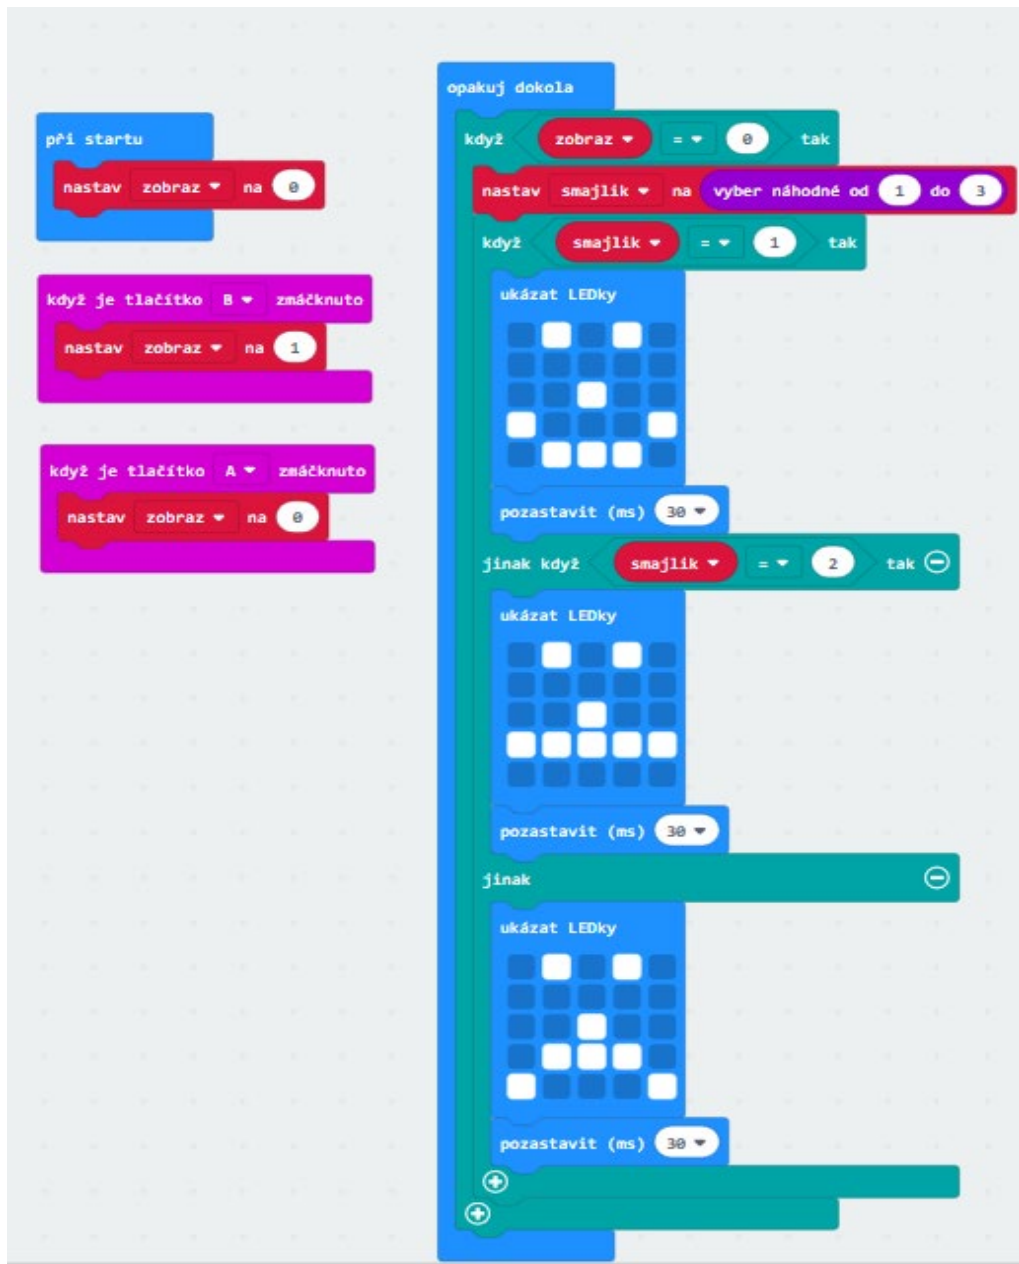 při startu
nastav zobraz na 0
když je tlačítko B zmáčknuto
nastav zobraz na 1
když je tlačítko A zmáčknuto
nastav zobraz na 0
opakuj dokola
když zobraz = 0 tak
nastav smajlik na vyber náhodné od 1 do 3
když smajlik = 1 tak
ukázat LEDky
pozastavit (ms) 30
jinak když smajlik = 2 tak
ukázat LEDky
pozastavit (ms) 30
jinak
ukázat LEDky
pozastavit (ms) 30